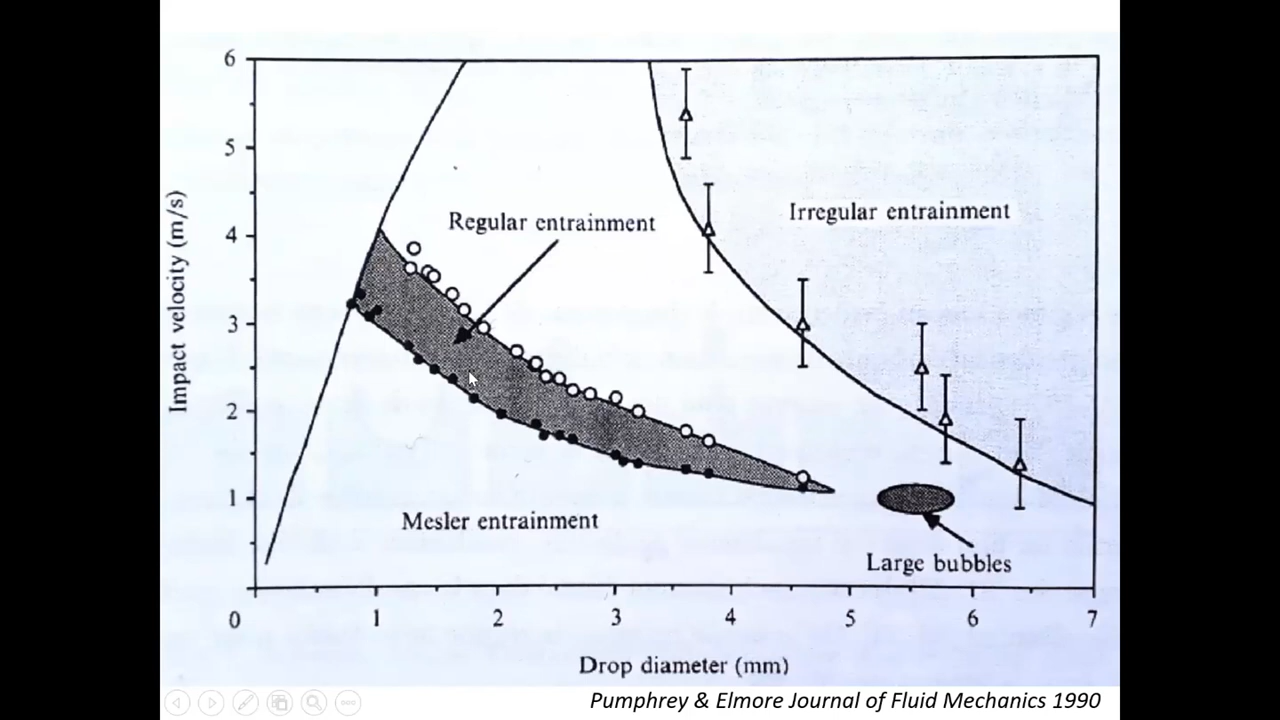 6
5
Regular entrainment
Irregular entrainment
4
Impact velocity (m/s)
3
2
1
Mesler entrainment
Large bubbles
0 1 2 3 4 5 6 7
Drop diameter (mm)
Pumphrey & Elmore Journal of Fluid Mechanics 1990